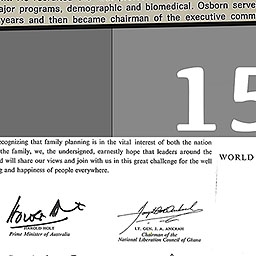 ajor programs, demographic and biomedical. Osborn serve
years and then became chairman of the executive comm
15
ecognizing that family planning is in the vital interest of both the nation
the family, we, the undersigned, earnestly hope that leaders around the
d will share our views and join with us in this great challenge for the well
g and happiness of people everywhere.
WORLD
HAROLD HOLT
Prime Minister of Australia
LT. GEN. J. A. ANKRAH
Chairman of the
National Liberation Council of Ghana